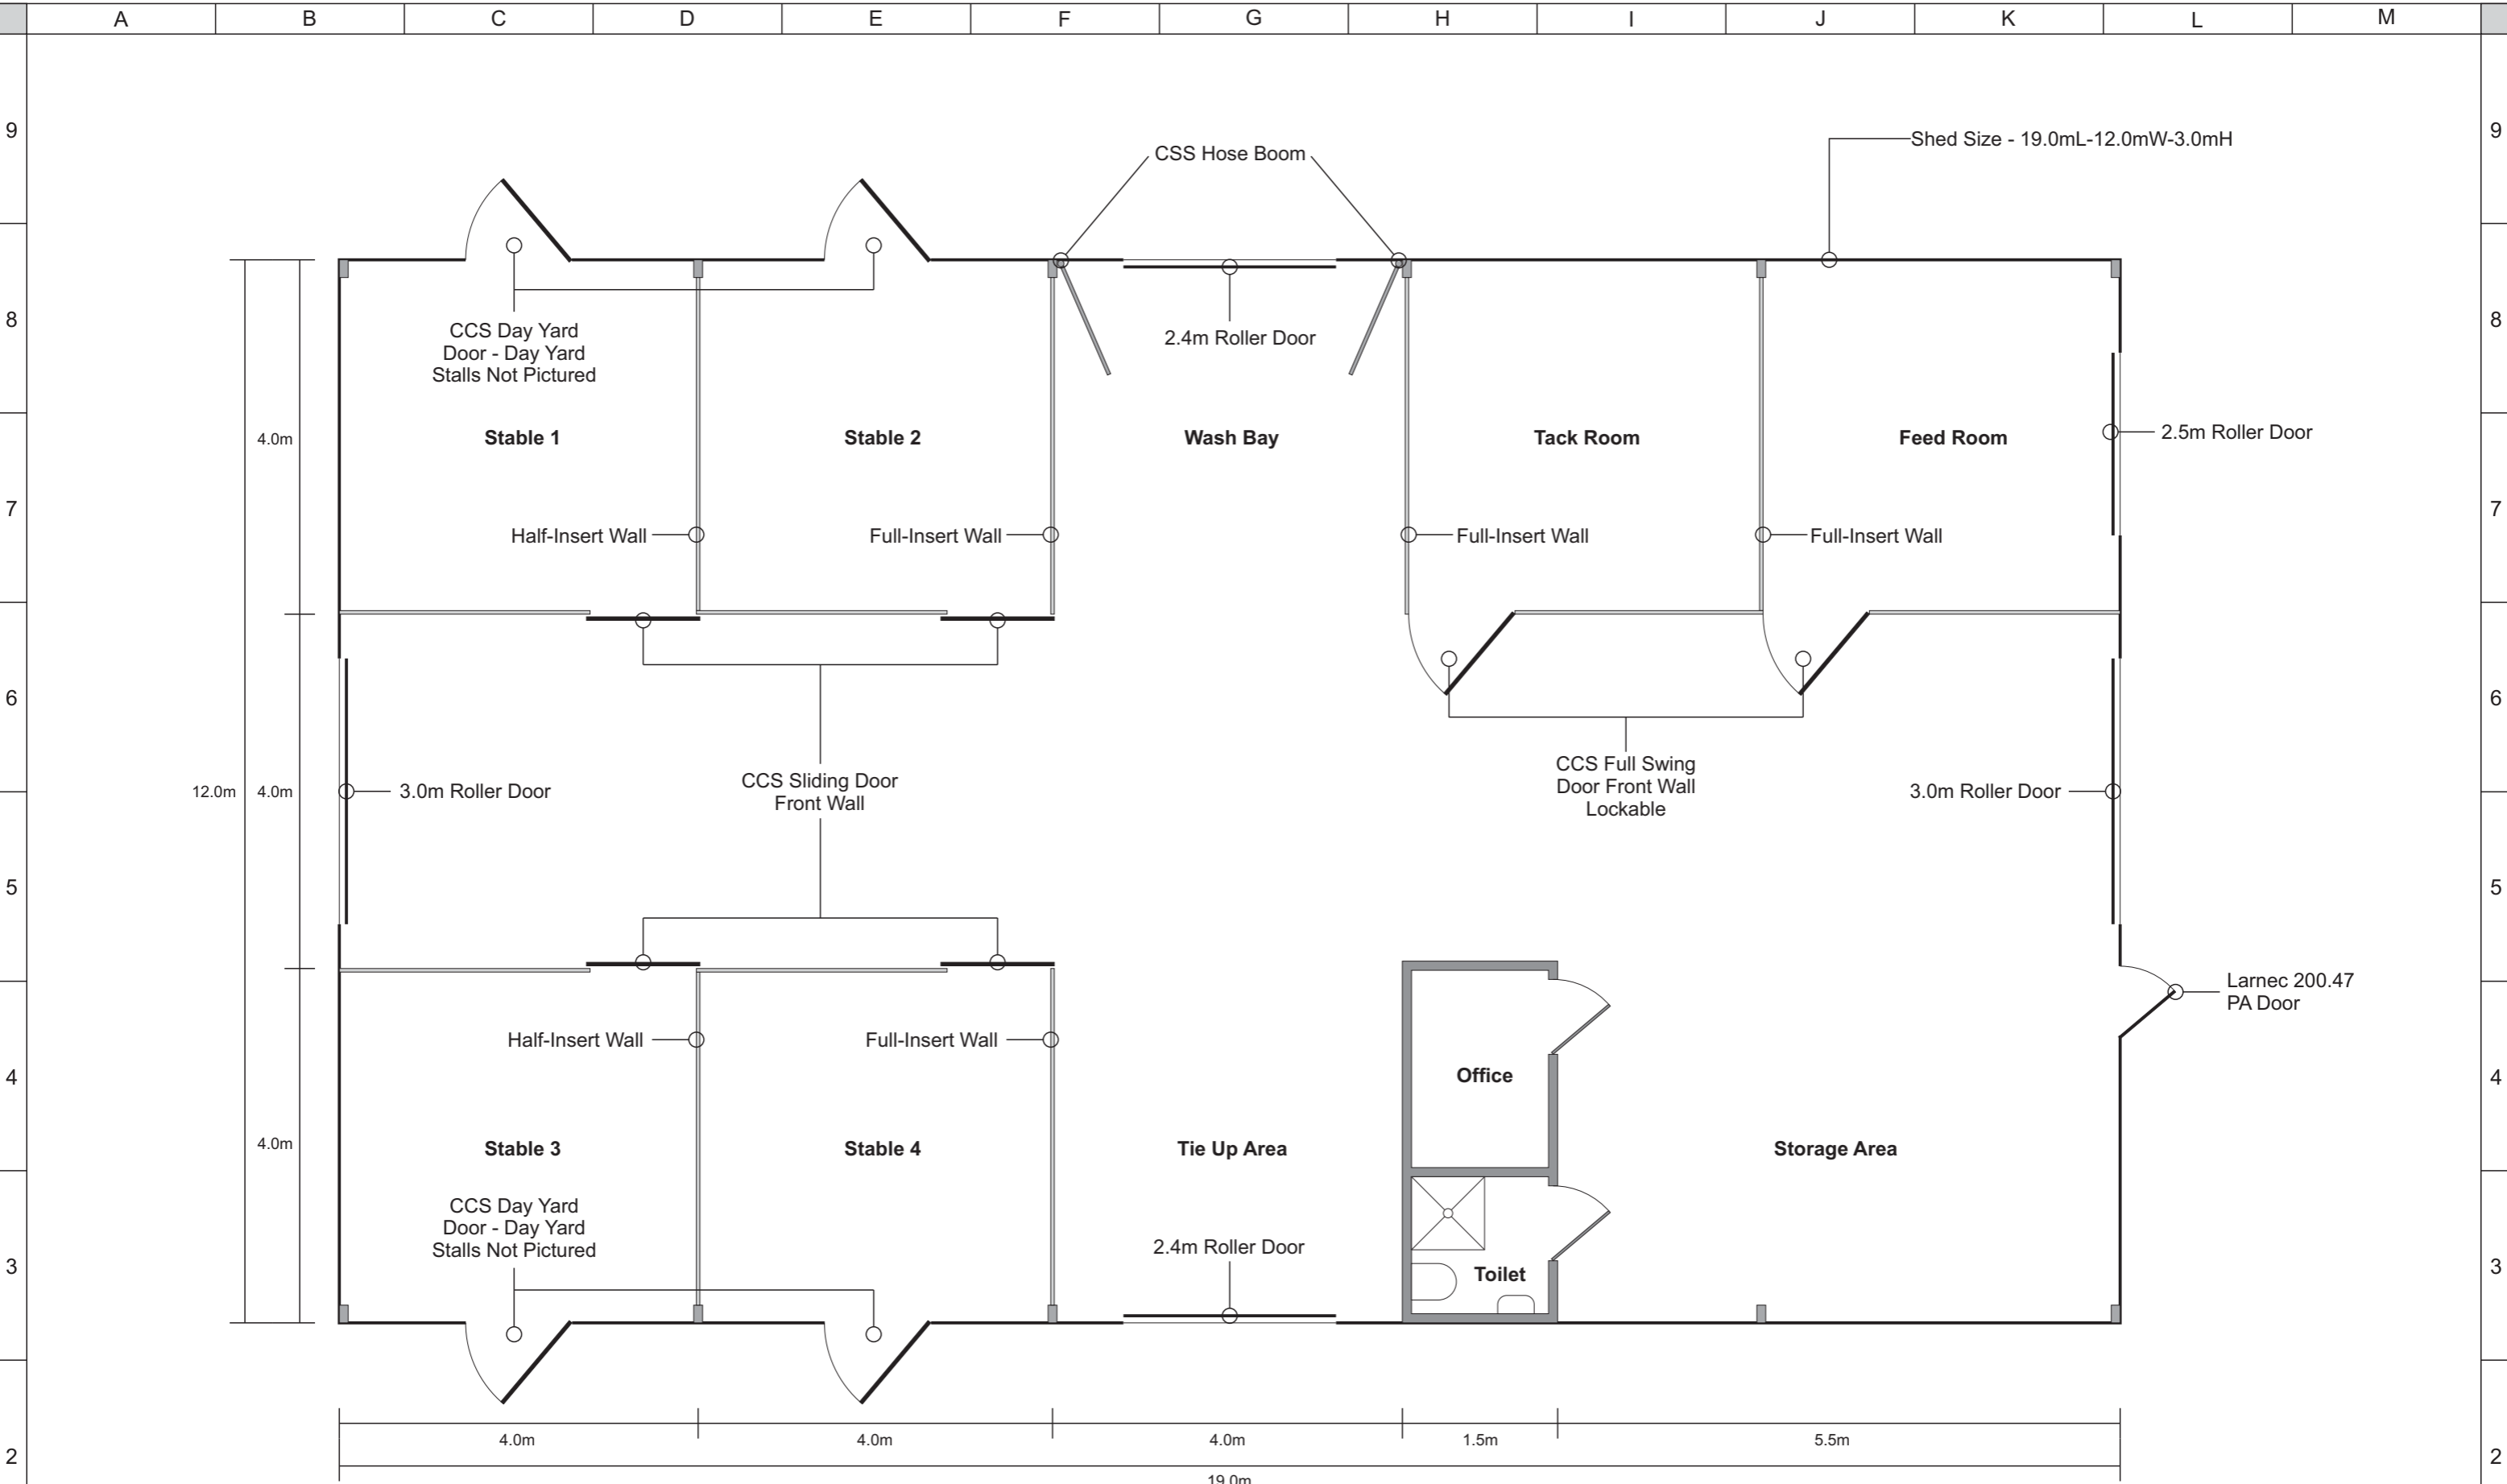 A B C D E F G H I J K L M
9 9
CSS Hose Boom
Shed Size - 19.0mL-12.0mW-3.0mH
8 8
CCS Day Yard
Door - Day Yard
Stalls Not Pictured
2.4m Roller Door
4.0m
Stable 1
Stable 2
Wash Bay
Tack Room
Feed Room
2.5m Roller Door
7 7
Half-Insert Wall
Full-Insert Wall
Full-Insert Wall
Full-Insert Wall
6 6
12.0m
4.0m
3.0m Roller Door
CCS Sliding Door
Front Wall
CCS Full Swing
Door Front Wall
Lockable
3.0m Roller Door
5 5
Larnec 200.47
PA Door
Half-Insert Wall
Full-Insert Wall
4 4
Office
4.0m
Stable 3
Stable 4
Tie Up Area
Storage Area
CCS Day Yard
Door - Day Yard
Stalls Not Pictured
2.4m Roller Door
3 3
Toilet
4.0m
4.0m
4.0m
1.5m
5.5m
2 2
19.0m